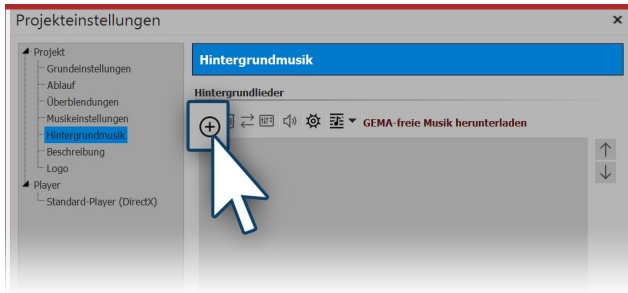 Projekteinstellungen
Projekt
Grundeinstellungen
Ablauf
Überblendungen
Musikeinstellungen
Hintergrundmusik
Beschreibung
Logo
Player
Standard-Player (DirectX)
Hintergrundmusik
Hintergrundlieder
GEMA-freie Musik herunterladen